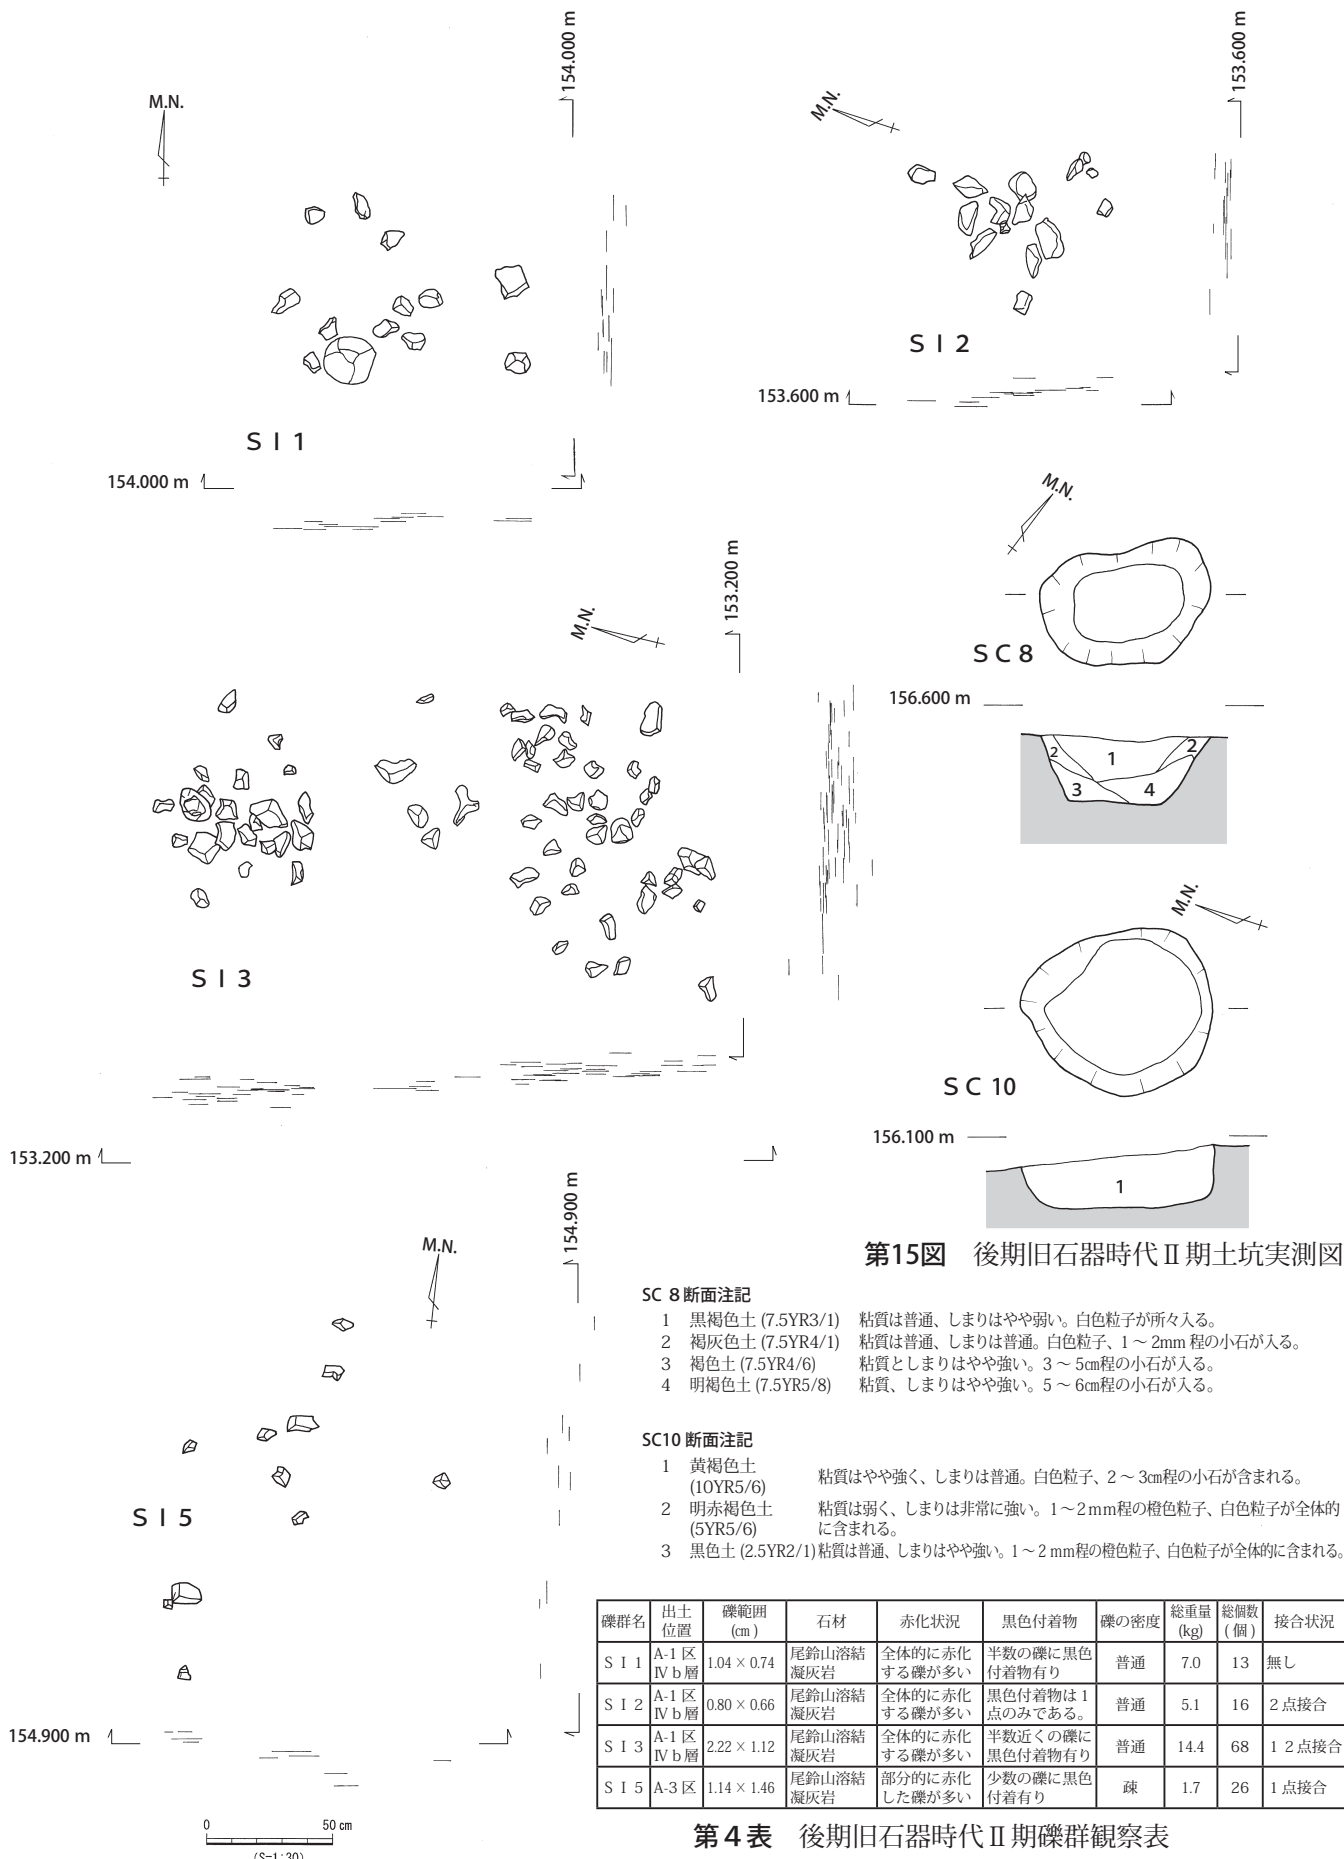 154.000 m
M.N.
ＳＩ１
154.000 m
153.600 m
M.N.
ＳＩ２
153.600 m
153.200 m
M.N.
ＳＩ３
153.200 m
M.N.
ＳＣ８
156.600 m
1
2
2
3
4
M.N.
ＳＣ10
156.100 m
1
第15図　後期旧石器時代Ⅱ期土坑実測図
154.900 m
M.N.
ＳＩ５
154.900 m
0 50 cm
(S=1:30)
SC 8 断面注記
1 黒褐色土 (7.5YR3/1) 粘質は普通、しまりはやや弱い。白色粒子が所々入る。
2 褐灰色土 (7.5YR4/1) 粘質は普通、しまりは普通。白色粒子、1～2mm 程の小石が入る。
3 褐色土 (7.5YR4/6) 粘質としまりはやや強い。3～5㎝程の小石が入る。
4 明褐色土 (7.5YR5/8) 粘質、しまりはやや強い。5～6㎝程の小石が入る。
SC10 断面注記
1 黄褐色土 (10YR5/6) 粘質はやや強く、しまりは普通。白色粒子、2～3㎝程の小石が含まれる。
2 明赤褐色土 (5YR5/6) 粘質は弱く、しまりは非常に強い。1～2mm程の橙色粒子、白色粒子が全体的
に含まれる。
3 黒色土 (2.5YR2/1) 粘質は普通、しまりはやや強い。1～2 mm程の橙色粒子、白色粒子が全体的に含まれる。
礫群名 出土位置 礫範囲(㎝) 石材 赤化状況 黒色付着物 礫の密度 総重量(kg) 総個数(個) 接合状況
ＳＩ１ A-1 区Ⅳｂ層 1.04 × 0.74 尾鈴山溶結凝灰岩 全体的に赤化する礫が多い 半数の礫に黒色付着物有り 普通 7.0 13 無し
ＳＩ２ A-1 区Ⅳｂ層 0.80 × 0.66 尾鈴山溶結凝灰岩 全体的に赤化する礫が多い 黒色付着物は１点のみである。 普通 5.1 16 2点接合
ＳＩ３ A-1 区Ⅳｂ層 2.22 × 1.12 尾鈴山溶結凝灰岩 全体的に赤化する礫が多い 半数近くの礫に黒色付着物有り 普通 14.4 68 １２点接合
ＳＩ５ A-3 区 1.14 × 1.46 尾鈴山溶結凝灰岩 部分的に赤化した礫が多い 少数の礫に黒色付着有り 疎 1.7 26 1点接合
第４表　後期旧石器時代Ⅱ期礫群観察表